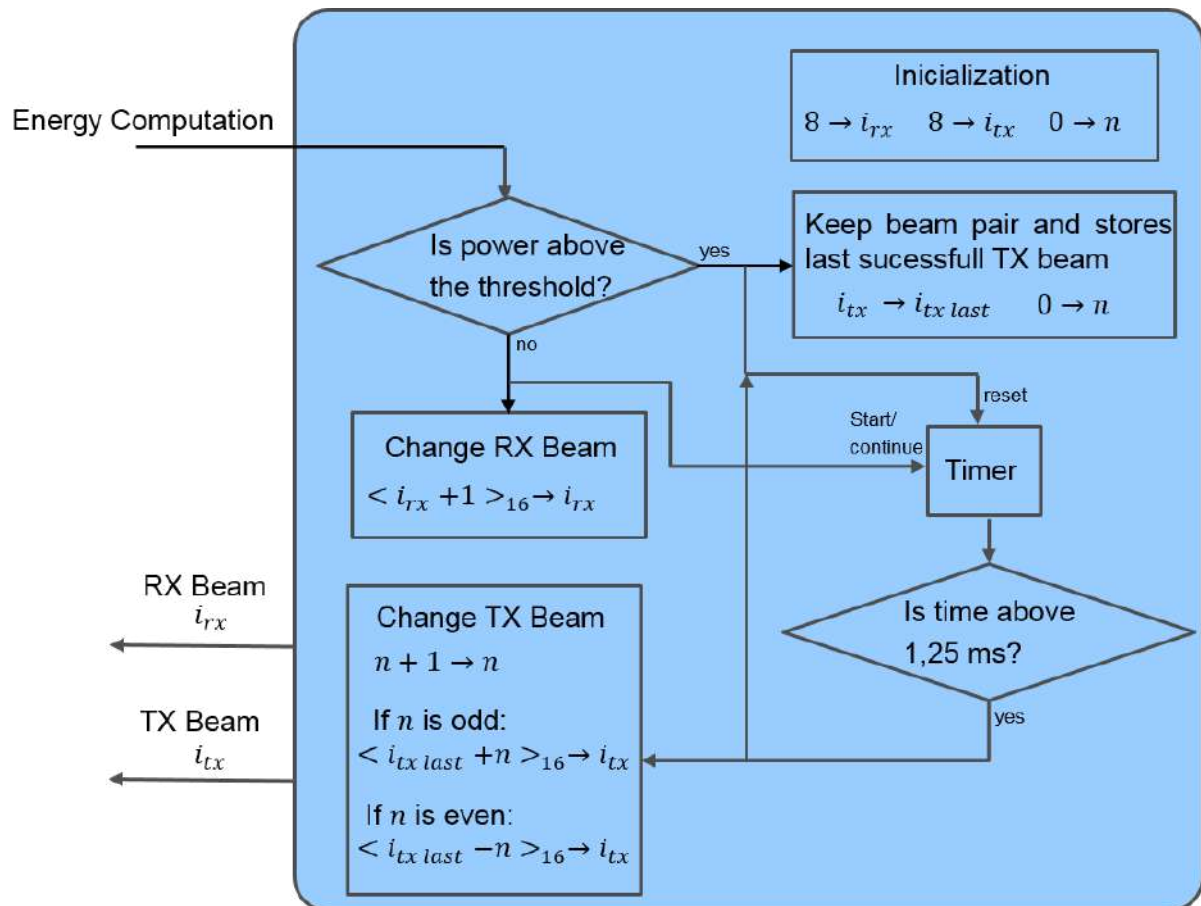 Inicialization
8 → i_rx 8 → i_tx 0 → n
Energy Computation
Is power above
the threshold?
yes
no
Keep beam pair and stores
last sucessfull TX beam
i_tx → i_tx last 0 → n
reset
Start/
continue
Timer
Change RX Beam
< i_rx +1 >_16 → i_rx
Is time above
1,25 ms?
yes
Change TX Beam
n + 1 → n
If n is odd:
< i_tx last +n >_16 → i_tx
If n is even:
< i_tx last −n >_16 → i_tx
RX Beam
i_rx
TX Beam
i_tx